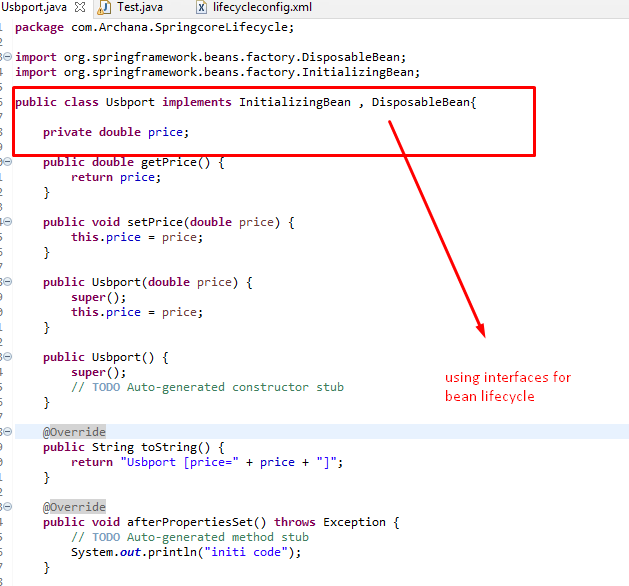 Usbport.java Test.java lifecycleconfig.xml
package com.Archana.SpringcoreLifecycle;
import org.springframework.beans.factory.DisposableBean;
import org.springframework.beans.factory.InitializingBean;
public class Usbport implements InitializingBean , DisposableBean{
private double price;
public double getPrice() {
return price;
}
public void setPrice(double price) {
this.price = price;
}
public Usbport(double price) {
super();
this.price = price;
}
public Usbport() {
super();
// TODO Auto-generated constructor stub
}
using interfaces for
bean lifecycle
@Override
public String toString() {
return "Usbport [price=" + price + "]";
}
@Override
public void afterPropertiesSet() throws Exception {
// TODO Auto-generated method stub
System.out.println("initi code");
}